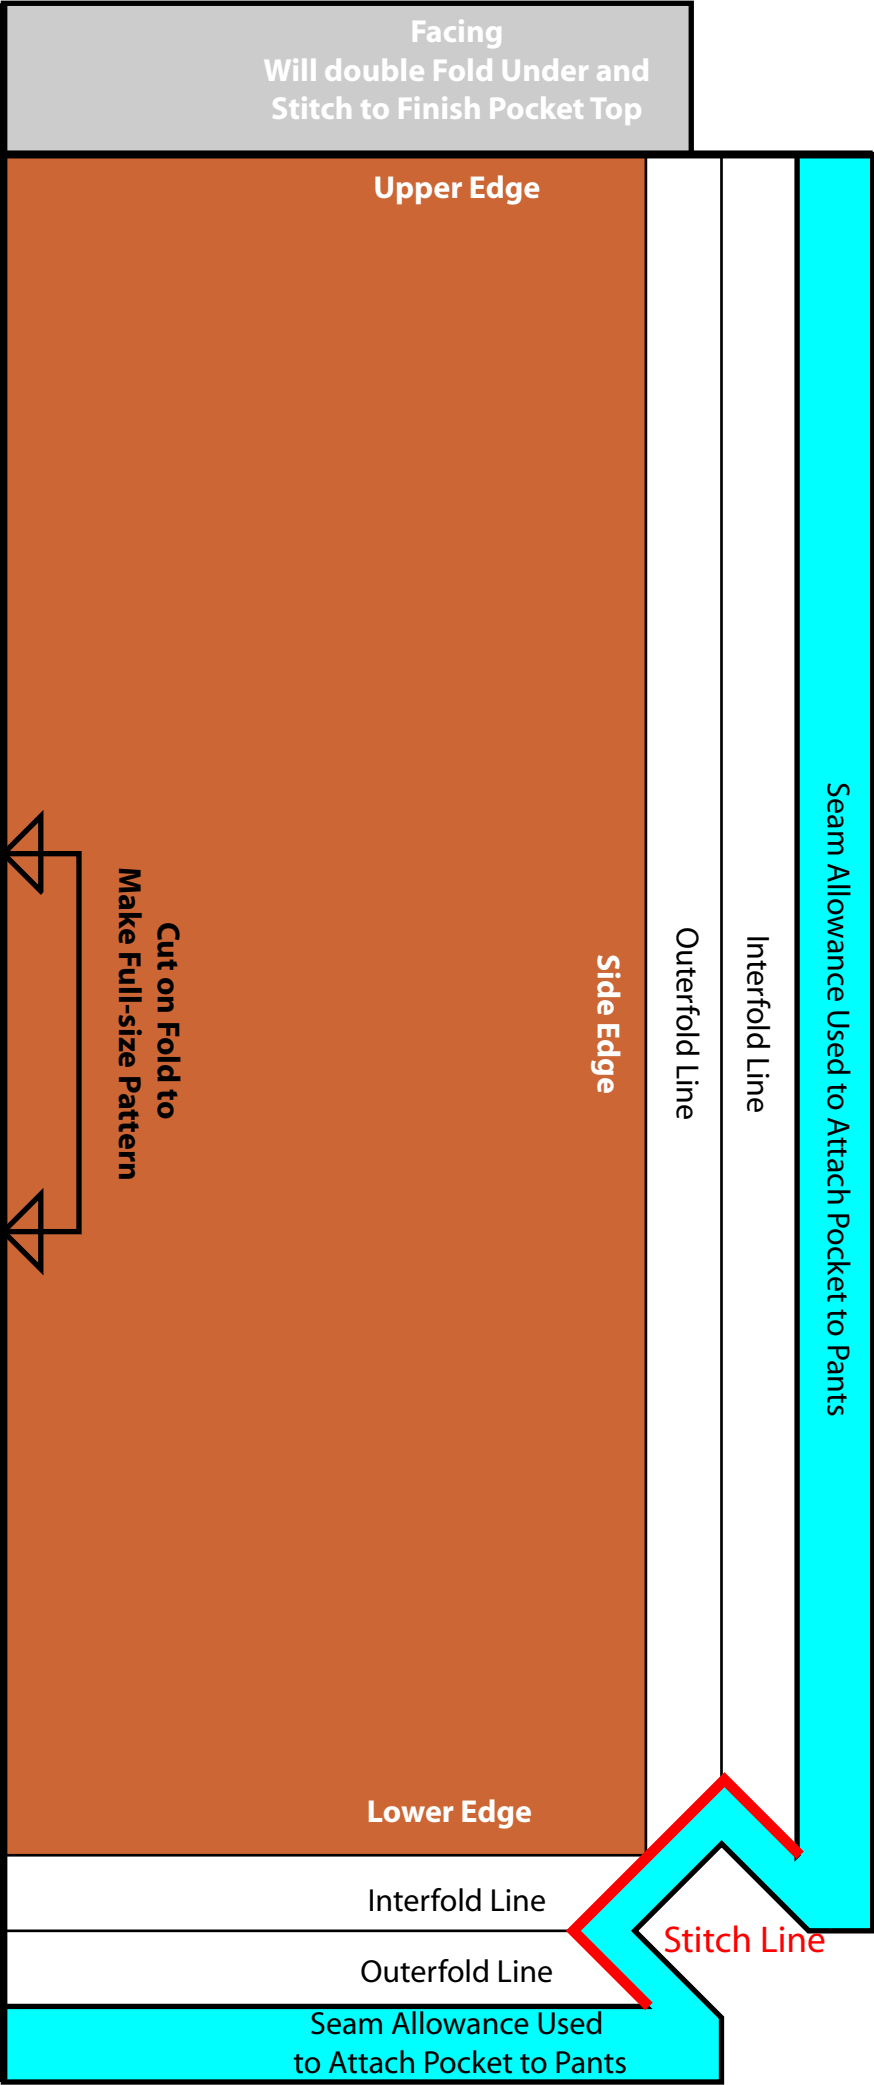 Facing
Will double Fold Under and
Stitch to Finish Pocket Top
Upper Edge
Seam Allowance Used to Attach Pocket to Pants
Interfold Line
Outerfold Line
Side Edge
Cut on Fold to
Make Full-size Pattern
Lower Edge
Interfold Line
Stitch Line
Outerfold Line
Seam Allowance Used
to Attach Pocket to Pants